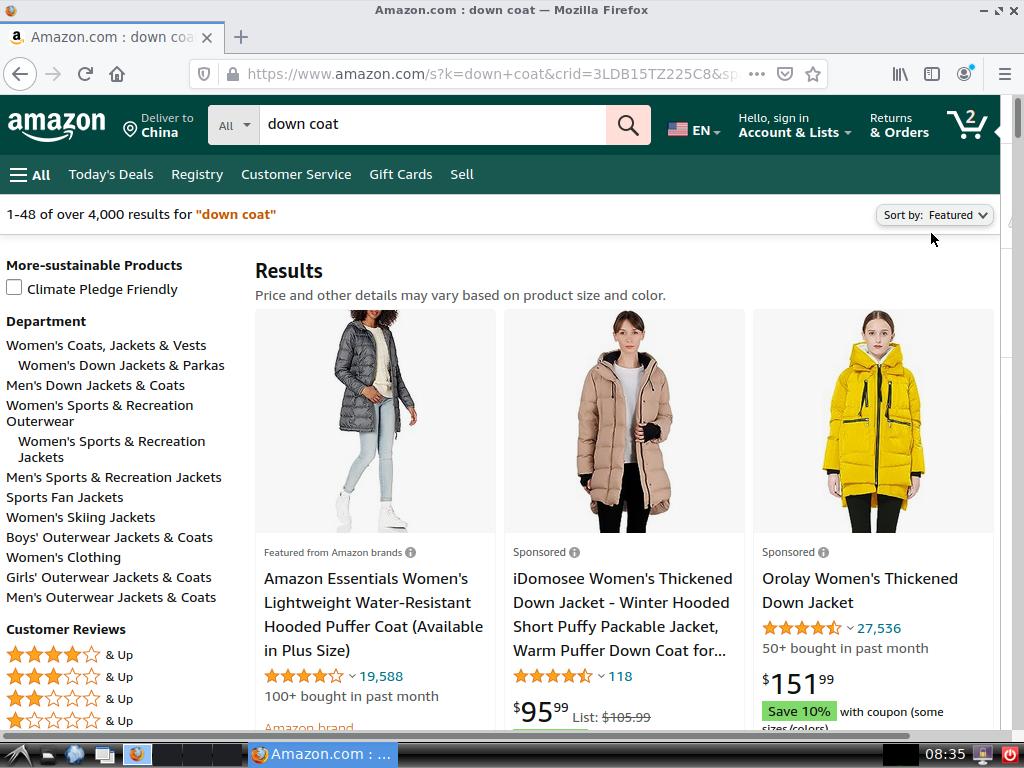 Amazon.com : down coat — Mozilla Firefox
Amazon.com : down coa
https://www.amazon.com/s?k=down+coat&crid=3LDB15TZ225C8&sp
amazon
Deliver to
China
All
down coat
EN
Hello, sign in
Account & Lists
Returns
& Orders
2
All
Today's Deals
Registry
Customer Service
Gift Cards
Sell
1-48 of over 4,000 results for "down coat"
Sort by: Featured
More-sustainable Products
Climate Pledge Friendly
Department
Women's Coats, Jackets & Vests
Women's Down Jackets & Parkas
Men's Down Jackets & Coats
Women's Sports & Recreation
Outerwear
Women's Sports & Recreation
Jackets
Men's Sports & Recreation Jackets
Sports Fan Jackets
Women's Skiing Jackets
Boys' Outerwear Jackets & Coats
Women's Clothing
Girls' Outerwear Jackets & Coats
Men's Outerwear Jackets & Coats
Customer Reviews
& Up
& Up
& Up
& Up
Results
Price and other details may vary based on product size and color.
Featured from Amazon brands
Amazon Essentials Women's
Lightweight Water-Resistant
Hooded Puffer Coat (Available
in Plus Size)
19,588
100+ bought in past month
Amazon brand
Sponsored
iDomosee Women's Thickened
Down Jacket - Winter Hooded
Short Puffy Packable Jacket,
Warm Puffer Down Coat for...
118
$95.99 List: $105.99
Sponsored
Orolay Women's Thickened
Down Jacket
27,536
50+ bought in past month
$151.99
Save 10% with coupon (some
sizes/colors)
Amazon.com : ...
08:35